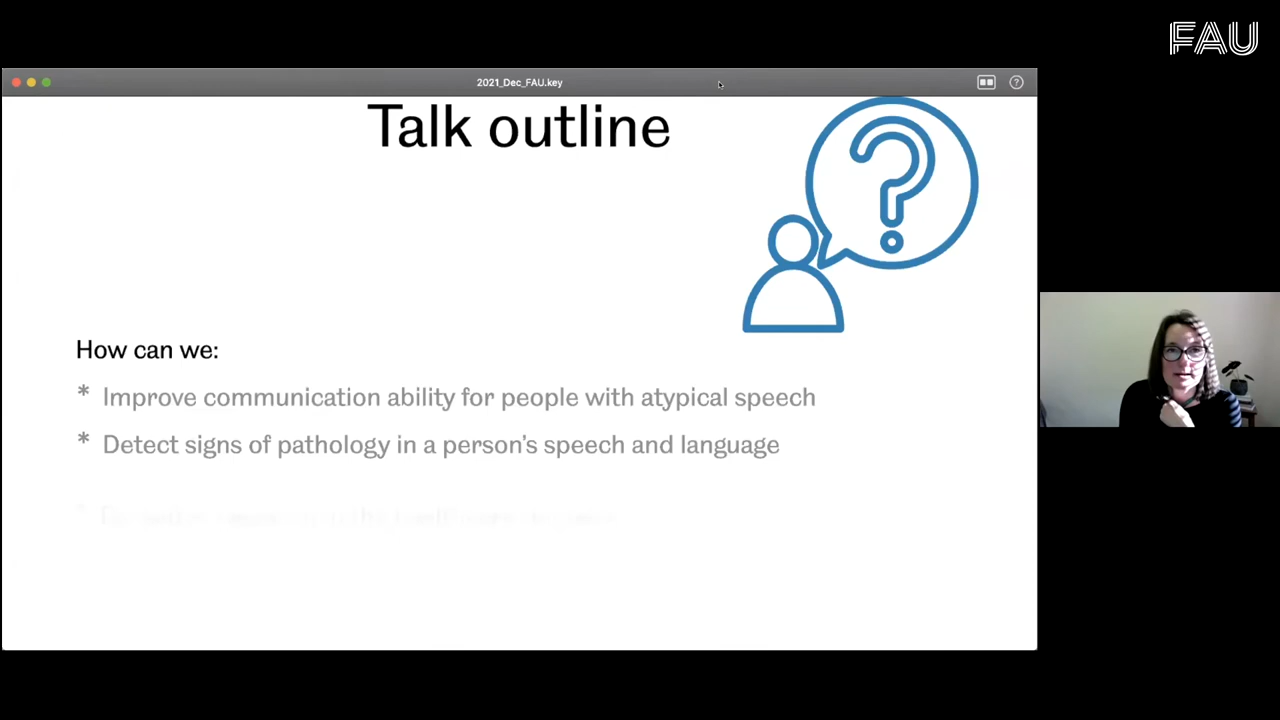 FAU
2021_Dec_FAU.key
Talk outline
How can we:
* Improve communication ability for people with atypical speech
* Detect signs of pathology in a person's speech and language